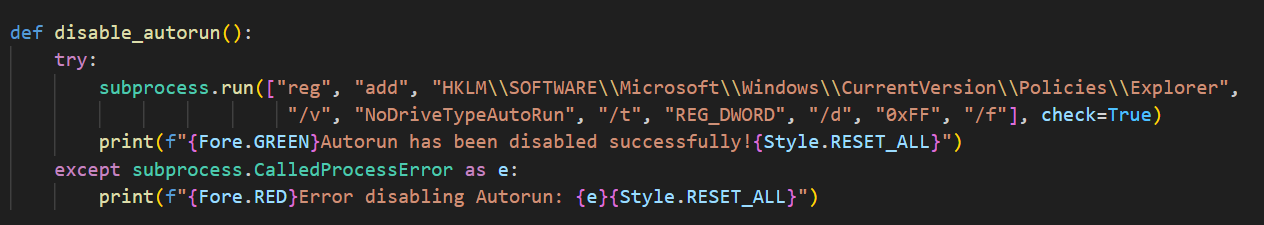 def disable_autorun():
    try:
        subprocess.run(["reg", "add", "HKLM\\SOFTWARE\\Microsoft\\Windows\\CurrentVersion\\Policies\\Explorer",
                        "/v", "NoDriveTypeAutoRun", "/t", "REG_DWORD", "/d", "0xFF", "/f"], check=True)
        print(f"{Fore.GREEN}Autorun has been disabled successfully!{Style.RESET_ALL}")
    except subprocess.CalledProcessError as e:
        print(f"{Fore.RED}Error disabling Autorun: {e}{Style.RESET_ALL}")